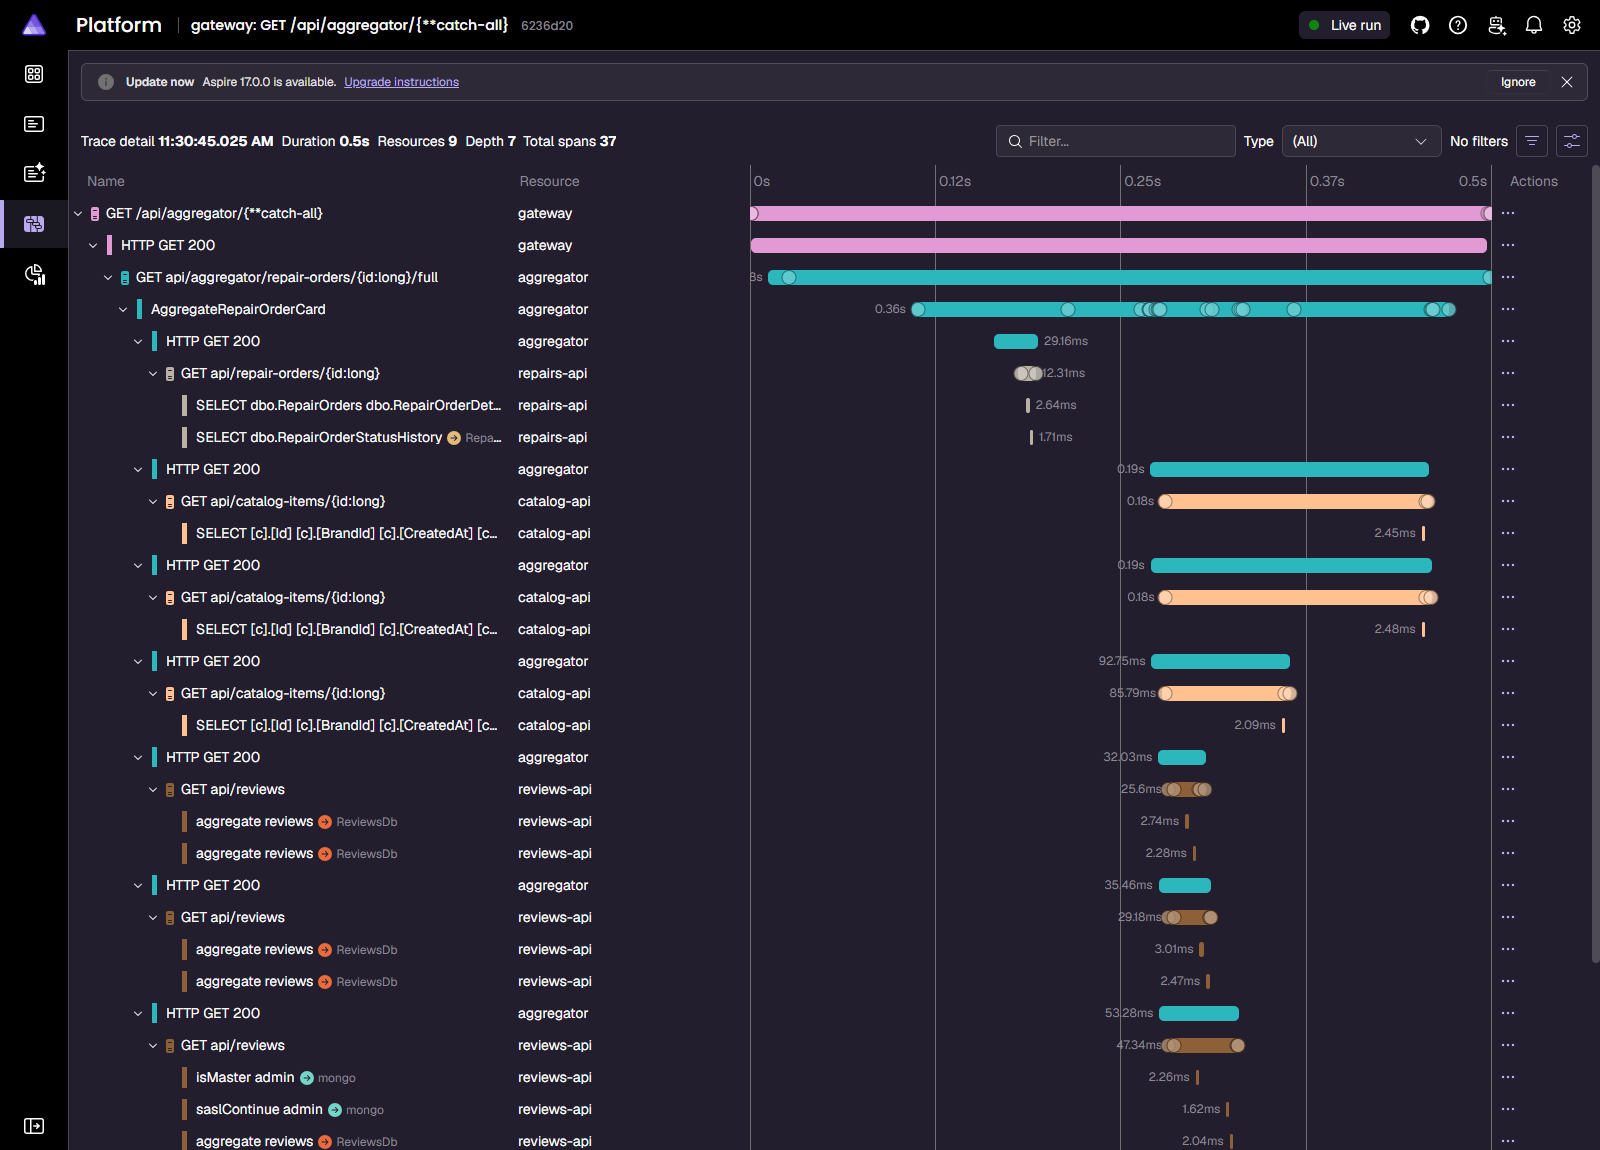 Platform gateway: GET /api/aggregator/{**catch-all} 6236d20 Live run
Update now Aspire 17.0.0 is available. Upgrade instructions Ignore
Trace detail 11:30:45.025 AM Duration 0.5s Resources 9 Depth 7 Total spans 37 Filter... Type (All) No filters
Name Resource 0s 0.12s 0.25s 0.37s 0.5s Actions
GET /api/aggregator/{**catch-all} gateway
HTTP GET 200 gateway
GET api/aggregator/repair-orders/{id:long}/full aggregator 8s
AggregateRepairOrderCard aggregator 0.36s
HTTP GET 200 aggregator 29.16ms
GET api/repair-orders/{id:long} repairs-api 12.31ms
SELECT dbo.RepairOrders dbo.RepairOrderDet... repairs-api 2.64ms
SELECT dbo.RepairOrderStatusHistory Repa... repairs-api 1.71ms
HTTP GET 200 aggregator 0.19s
GET api/catalog-items/{id:long} catalog-api 0.18s
SELECT [c].[Id] [c].[BrandId] [c].[CreatedAt] [c... catalog-api 2.45ms
HTTP GET 200 aggregator 0.19s
GET api/catalog-items/{id:long} catalog-api 0.18s
SELECT [c].[Id] [c].[BrandId] [c].[CreatedAt] [c... catalog-api 2.48ms
HTTP GET 200 aggregator 92.75ms
GET api/catalog-items/{id:long} catalog-api 85.79ms
SELECT [c].[Id] [c].[BrandId] [c].[CreatedAt] [c... catalog-api 2.09ms
HTTP GET 200 aggregator 32.03ms
GET api/reviews reviews-api 25.6ms
aggregate reviews ReviewsDb reviews-api 2.74ms
aggregate reviews ReviewsDb reviews-api 2.28ms
HTTP GET 200 aggregator 35.46ms
GET api/reviews reviews-api 29.18ms
aggregate reviews ReviewsDb reviews-api 3.01ms
aggregate reviews ReviewsDb reviews-api 2.47ms
HTTP GET 200 aggregator 53.28ms
GET api/reviews reviews-api 47.34ms
isMaster admin mongo reviews-api 2.26ms
saslContinue admin mongo reviews-api 1.62ms
aggregate reviews ReviewsDb reviews-api 2.04ms